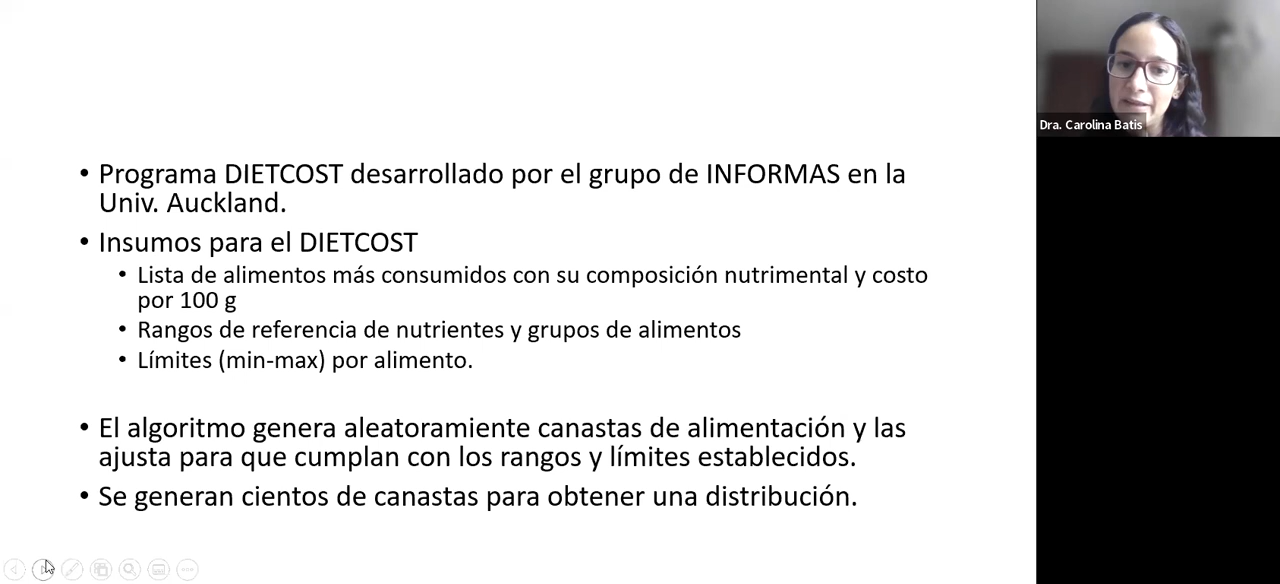 • Programa DIETCOST desarrollado por el grupo de INFORMAS en la
Univ. Auckland.
• Insumos para el DIETCOST
• Lista de alimentos más consumidos con su composición nutrimental y costo
por 100 g
• Rangos de referencia de nutrientes y grupos de alimentos
• Límites (min-max) por alimento.
• El algoritmo genera aleatoramiente canastas de alimentación y las
ajusta para que cumplan con los rangos y límites establecidos.
• Se generan cientos de canastas para obtener una distribución.
Dra. Carolina Batis